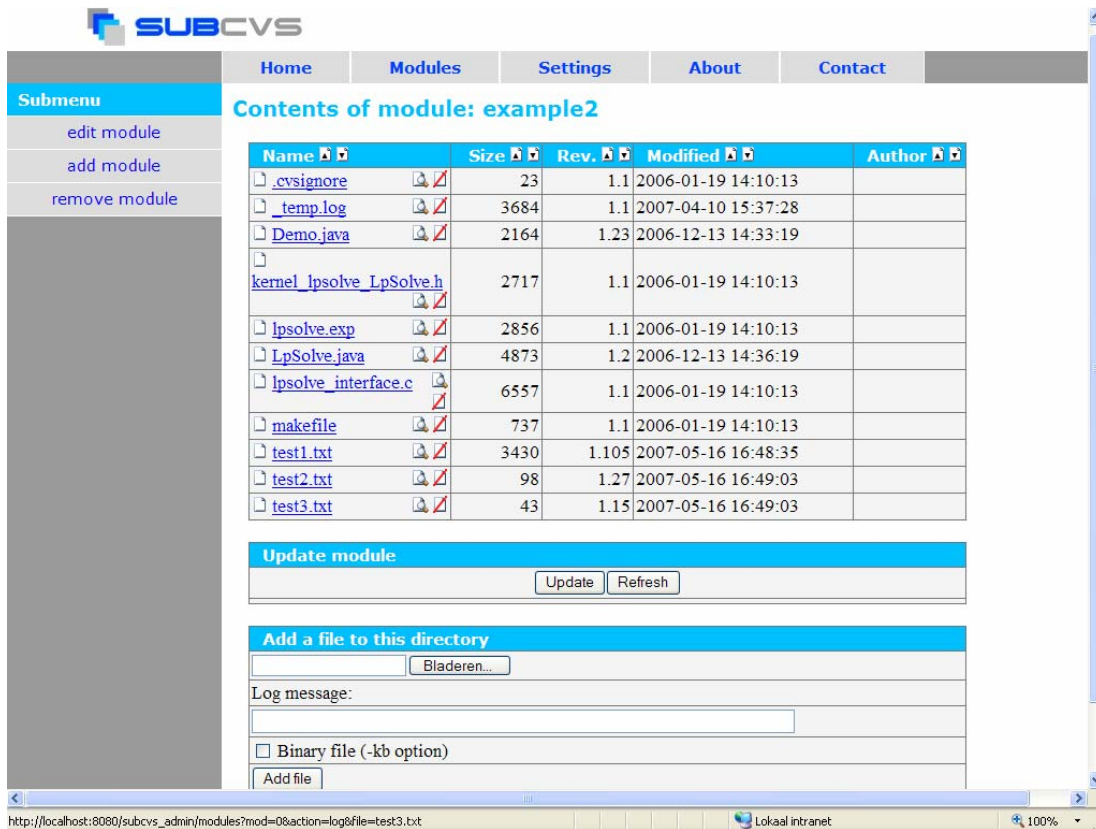 SUBCVS
Home Modules Settings About Contact
Submenu
edit module
add module
remove module
Contents of module: example2
Name Size Rev. Modified Author
.cvsignore 23 1.1 2006-01-19 14:10:13
_temp.log 3684 1.1 2007-04-10 15:37:28
Demo.java 2164 1.23 2006-12-13 14:33:19
kernel_lpsolve_LpSolve.h 2717 1.1 2006-01-19 14:10:13
lpsolve.exp 2856 1.1 2006-01-19 14:10:13
LpSolve.java 4873 1.2 2006-12-13 14:36:19
lpsolve_interface.c 6557 1.1 2006-01-19 14:10:13
makefile 737 1.1 2006-01-19 14:10:13
test1.txt 3430 1.105 2007-05-16 16:48:35
test2.txt 98 1.27 2007-05-16 16:49:03
test3.txt 43 1.15 2007-05-16 16:49:03
Update module
Update Refresh
Add a file to this directory
Bladeren...
Log message:
Binary file (-kb option)
Add file
http://localhost:8080/subcvs_admin/modules?mod=0&action=log&file=test3.txt Lokaal intranet 100%